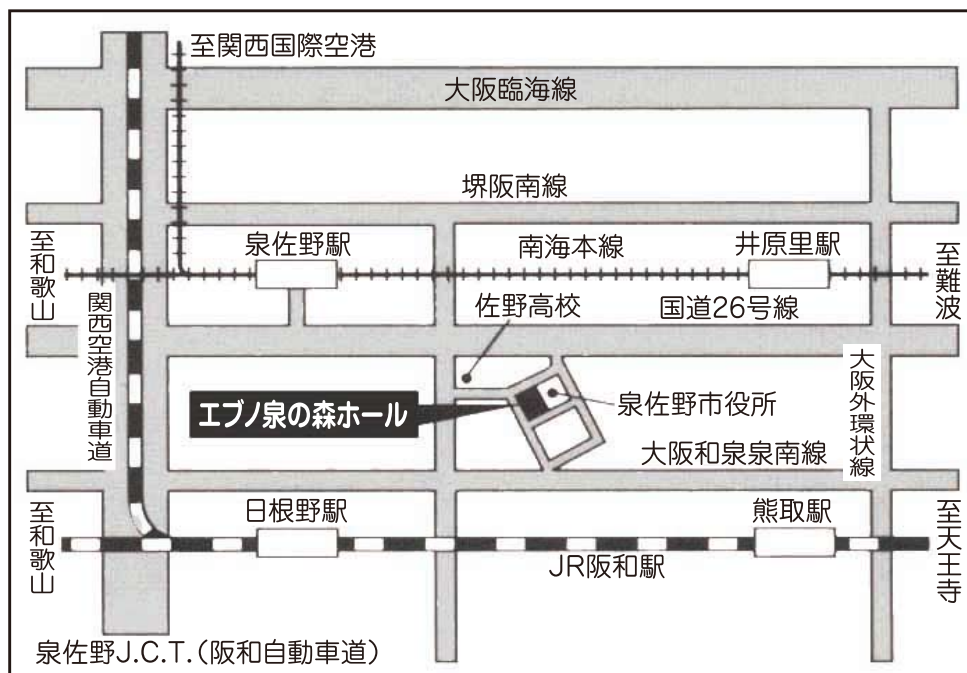 至関西国際空港
大阪臨海線
堺阪南線
至和歌山
泉佐野駅
南海本線
井原里駅
至難波
関西空港自動車道
佐野高校
国道26号線
エブノ泉の森ホール
泉佐野市役所
大阪外環状線
大阪和泉泉南線
至和歌山
日根野駅
熊取駅
至天王寺
JR阪和駅
泉佐野J.C.T.(阪和自動車道)